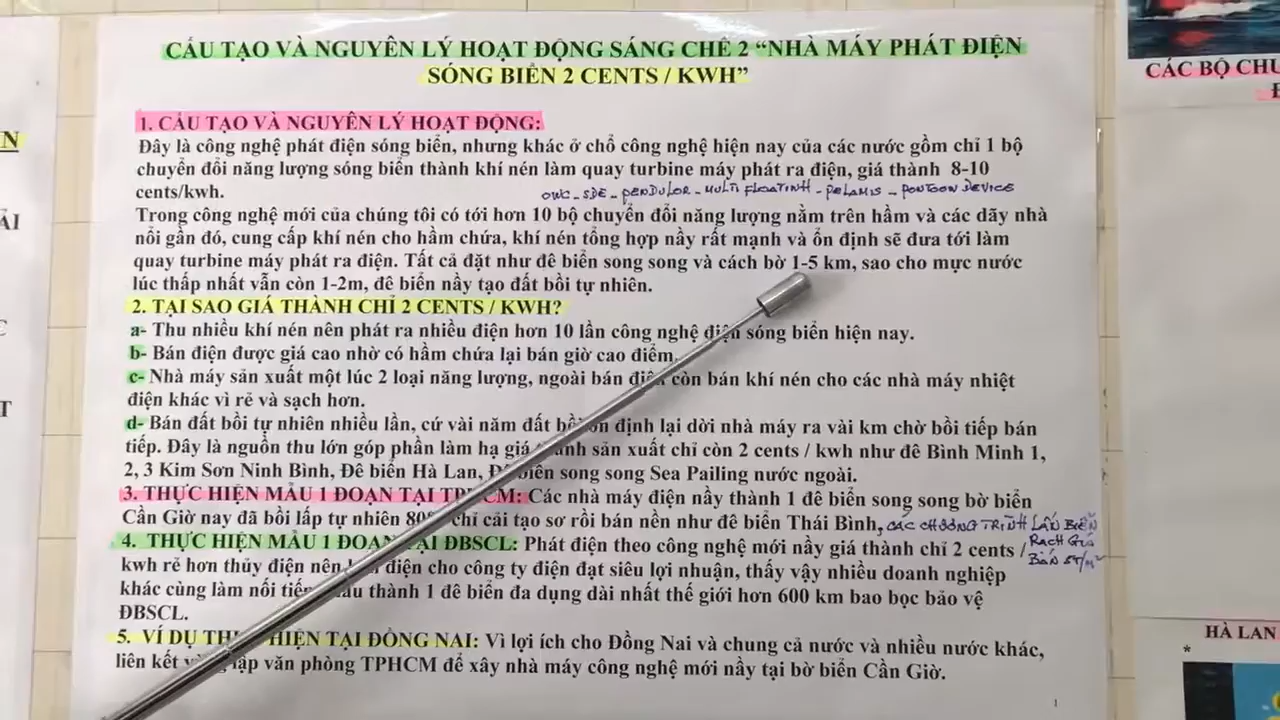 CẤU TẠO VÀ NGUYÊN LÝ HOẠT ĐỘNG SÁNG CHẾ 2 “NHÀ MÁY PHÁT ĐIỆN
SÓNG BIỂN 2 CENTS / KWH”
1. CẤU TẠO VÀ NGUYÊN LÝ HOẠT ĐỘNG:
Đây là công nghệ phát điện sóng biển, nhưng khác ở chổ công nghệ hiện nay của các nước gồm chỉ 1 bộ
chuyển đổi năng lượng sóng biển thành khí nén làm quay turbine máy phát ra điện, giá thành 8-10
cents/kwh.
OWC - SDE - PENDULOR - MULTI FLOATINH - PELAMIS - PONTOON DEVICE
Trong công nghệ mới của chúng tôi có tới hơn 10 bộ chuyển đổi năng lượng nằm trên hầm và các dãy nhà
nổi gần đó, cung cấp khí nén cho hầm chứa, khí nén tổng hợp nầy rất mạnh và ổn định sẽ đưa tới làm
quay turbine máy phát ra điện. Tất cả đặt như đê biển song song và cách bờ 1-5 km, sao cho mực nước
lúc thấp nhất vẫn còn 1-2m, đê biển nầy tạo đất bồi tự nhiên.
2. TẠI SAO GIÁ THÀNH CHỈ 2 CENTS / KWH?
a- Thu nhiều khí nén nên phát ra nhiều điện hơn 10 lần công nghệ điện sóng biển hiện nay.
b- Bán điện được giá cao nhờ có hầm chứa lại bán giờ cao điểm.
c- Nhà máy sản xuất một lúc 2 loại năng lượng, ngoài bán điện còn bán khí nén cho các nhà máy nhiệt
điện khác vì rẽ và sạch hơn.
d- Bán đất bồi tự nhiên nhiều lần, cứ vài năm đất bồi ổn định lại dời nhà máy ra vài km chờ bồi tiếp bán
tiếp. Đây là nguồn thu lớn góp phần làm hạ giá thành sản xuất chỉ còn 2 cents / kwh như đê Bình Minh 1,
2, 3 Kim Sơn Ninh Bình, Đê biển Hà Lan, Đê biển song song Sea Pailing nước ngoài.
3. THỰC HIỆN MẪU 1 ĐOẠN TẠI TPHCM: Các nhà máy điện nầy thành 1 đê biển song song bờ biển
Cần Giờ nay đã bồi lấp tự nhiên 80% chỉ cải tạo sơ rồi bán nền như đê biển Thái Bình, CÁC CHƯƠNG TRÌNH LẤN BIỂN
RẠCH GIÁ
4. THỰC HIỆN MẪU 1 ĐOẠN TẠI ĐBSCL: Phát điện theo công nghệ mới nầy giá thành chỉ 2 cents /
BÁN 5T/M²
kwh rẻ hơn thủy điện nên bán điện cho công ty điện đạt siêu lợi nhuận, thấy vậy nhiều doanh nghiệp
khác cùng làm nối tiếp nhau thành 1 đê biển đa dụng dài nhất thế giới hơn 600 km bao bọc bảo vệ
ĐBSCL.
5. VÍ DỤ THỰC HIỆN TẠI ĐỒNG NAI: Vì lợi ích cho Đồng Nai và chung cả nước và nhiều nước khác,
liên kết và lập văn phòng TPHCM để xây nhà máy công nghệ mới nầy tại bờ biển Cần Giờ.
1
CÁC BỘ
HÀ LAN
*